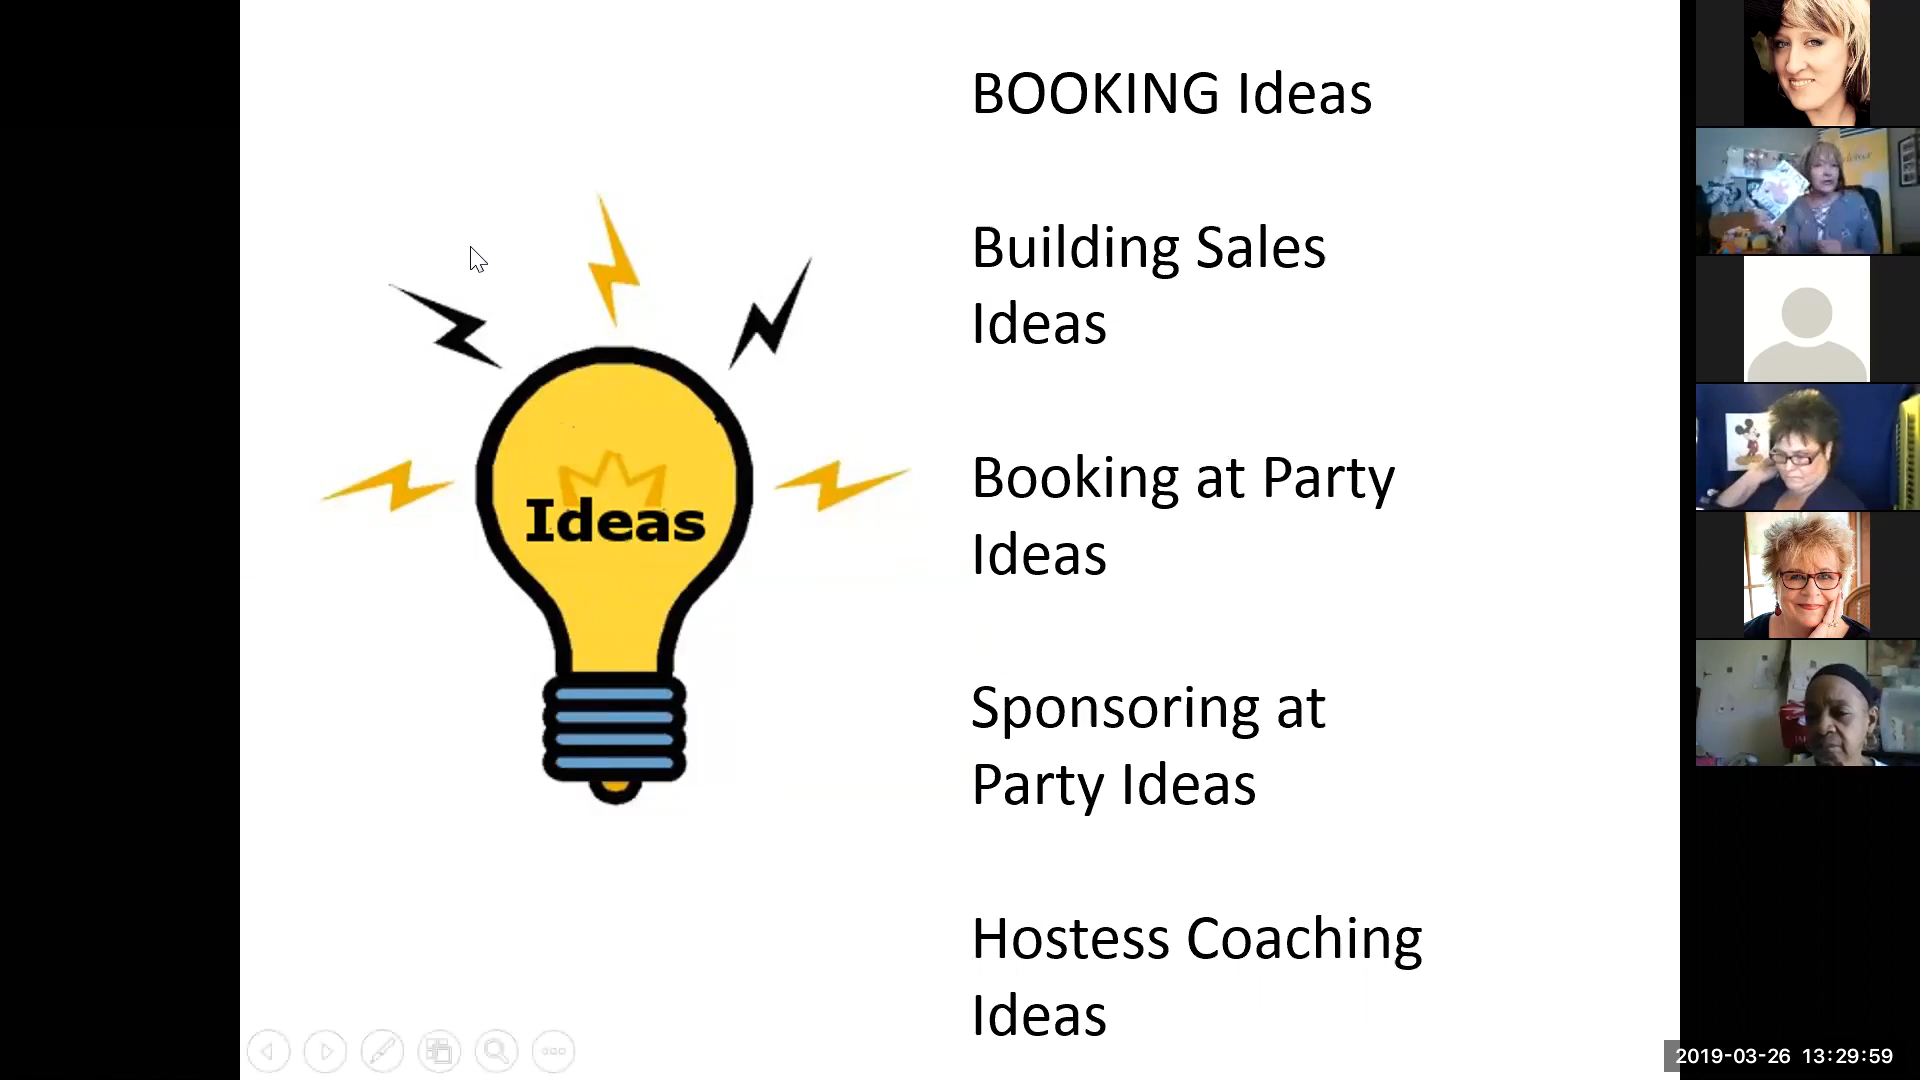 BOOKING Ideas
Building Sales
Ideas
Booking at Party
Ideas
Sponsoring at
Party Ideas
Hostess Coaching
Ideas
Ideas
2019-03-26 13:29:59